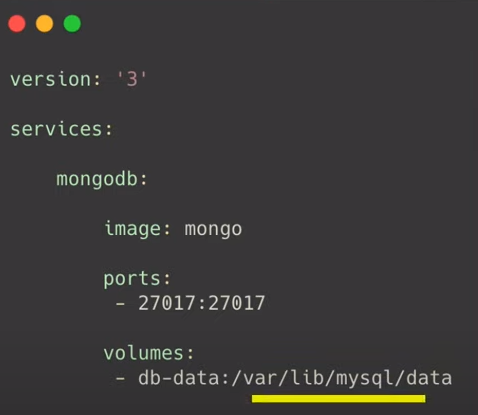 version: '3'
services:
mongodb:
image: mongo
ports:
- 27017:27017
volumes:
- db-data:/var/lib/mysql/data